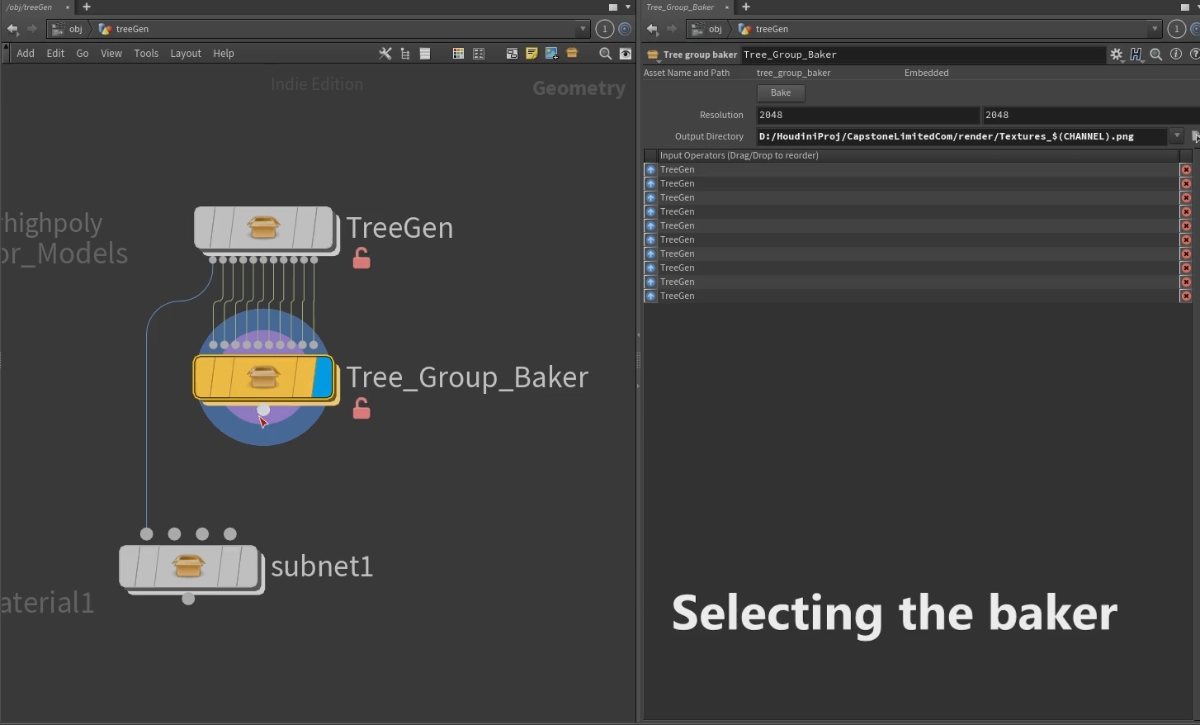 /obj/treeGen
obj treeGen 1
Add Edit Go View Tools Layout Help
Indie Edition
Geometry
highpoly
or_Models
TreeGen
Tree_Group_Baker
subnet1
aterial1
Tree_Group_Baker
obj treeGen 1
Tree group baker Tree_Group_Baker
Asset Name and Path tree_group_baker Embedded
Bake
Resolution 2048 2048
Output Directory D:/HoudiniProj/CapstoneLimitedCom/render/Textures_$(CHANNEL).png
Input Operators (Drag/Drop to reorder)
TreeGen
TreeGen
TreeGen
TreeGen
TreeGen
TreeGen
TreeGen
TreeGen
TreeGen
TreeGen
Selecting the baker